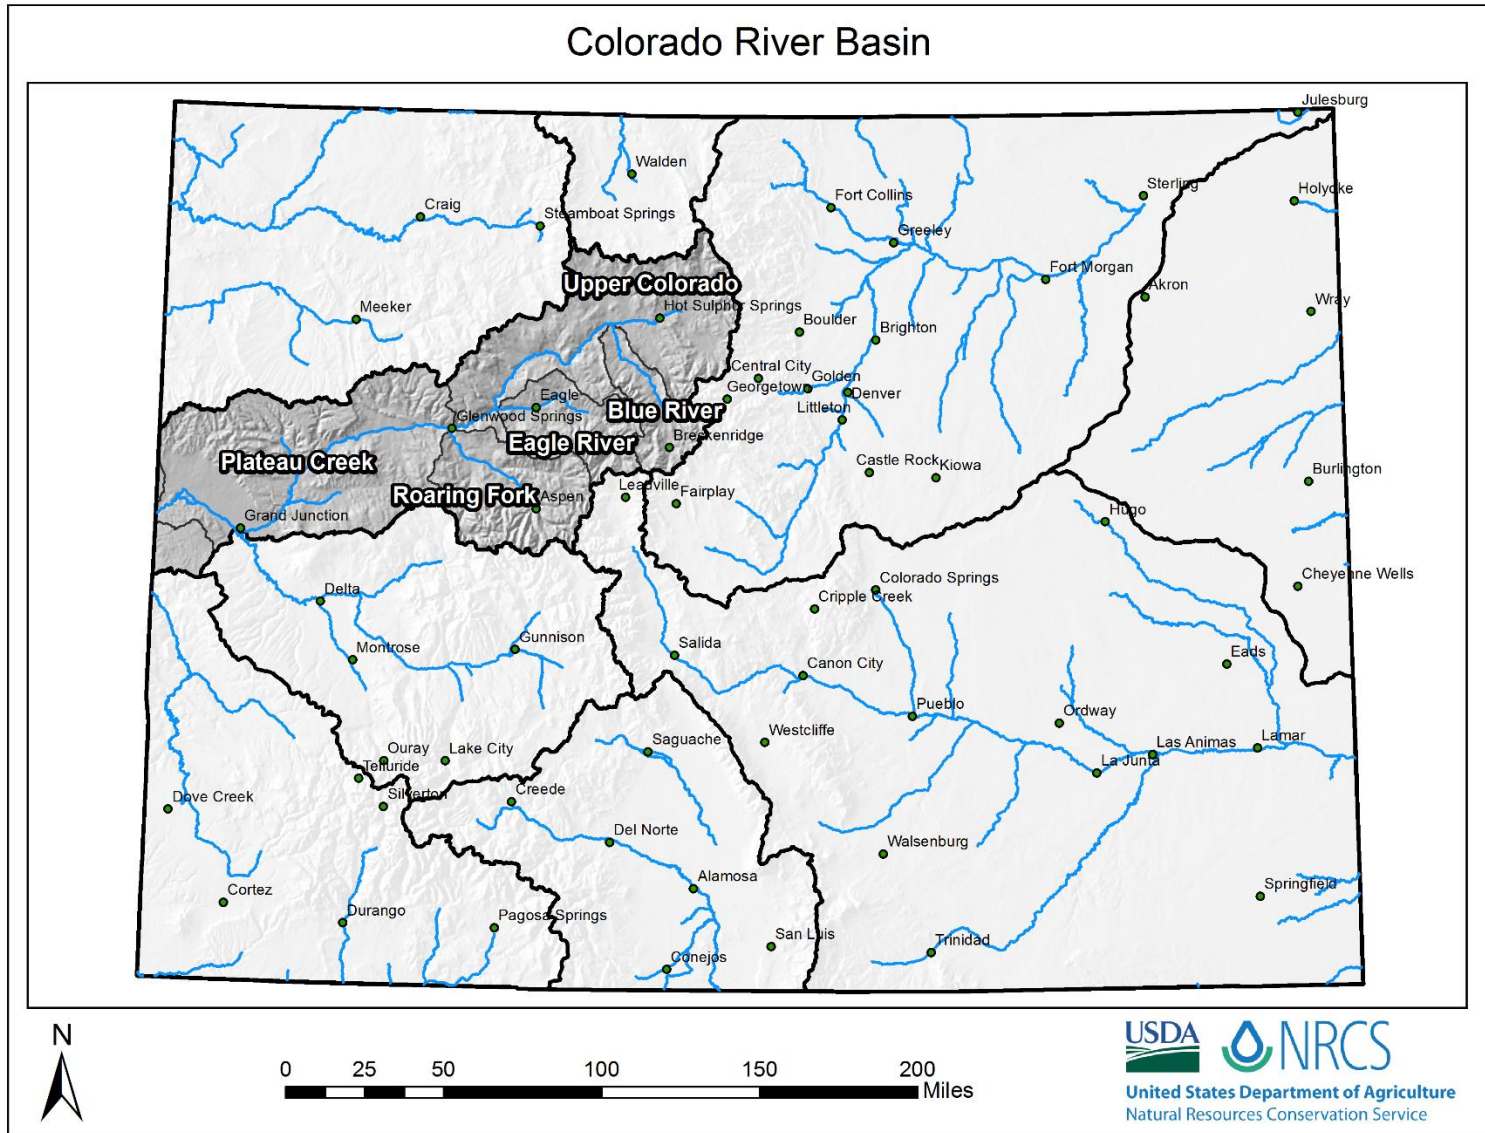 Colorado River Basin
Julesburg
Walden
Sterling
Holyoke
Fort Collins
Craig
Steamboat Springs
Greeley
Fort Morgan
Upper Colorado
Akron
Wray
Meeker
Hot Sulphur Springs
Boulder
Brighton
Central City
Golden
Georgetown
Denver
Eagle
Littleton
Blue River
Glenwood Springs
Eagle River
Breckenridge
Plateau Creek
Castle Rock
Kiowa
Burlington
Roaring Fork
Aspen
Leadville
Fairplay
Grand Junction
Hugo
Cheyenne Wells
Colorado Springs
Delta
Cripple Creek
Gunnison
Montrose
Salida
Canon City
Eads
Pueblo
Ordway
Westcliffe
Saguache
Las Animas
Lamar
Ouray
Lake City
La Junta
Telluride
Silverton
Creede
Dove Creek
Del Norte
Walsenburg
Alamosa
Springfield
Cortez
Durango
Pagosa Springs
San Luis
Trinidad
Conejos
N
0 25 50 100 150 200
Miles
USDA NRCS
United States Department of Agriculture
Natural Resources Conservation Service